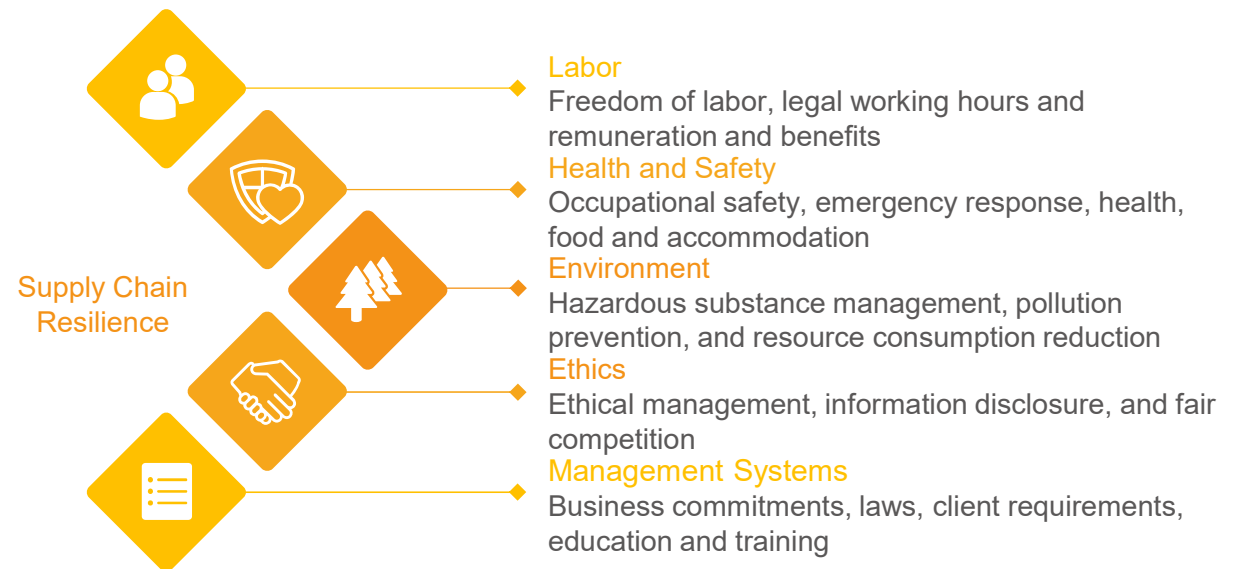 Supply Chain
Resilience
Labor
Freedom of labor, legal working hours and
remuneration and benefits
Health and Safety
Occupational safety, emergency response, health,
food and accommodation
Environment
Hazardous substance management, pollution
prevention, and resource consumption reduction
Ethics
Ethical management, information disclosure, and fair
competition
Management Systems
Business commitments, laws, client requirements,
education and training